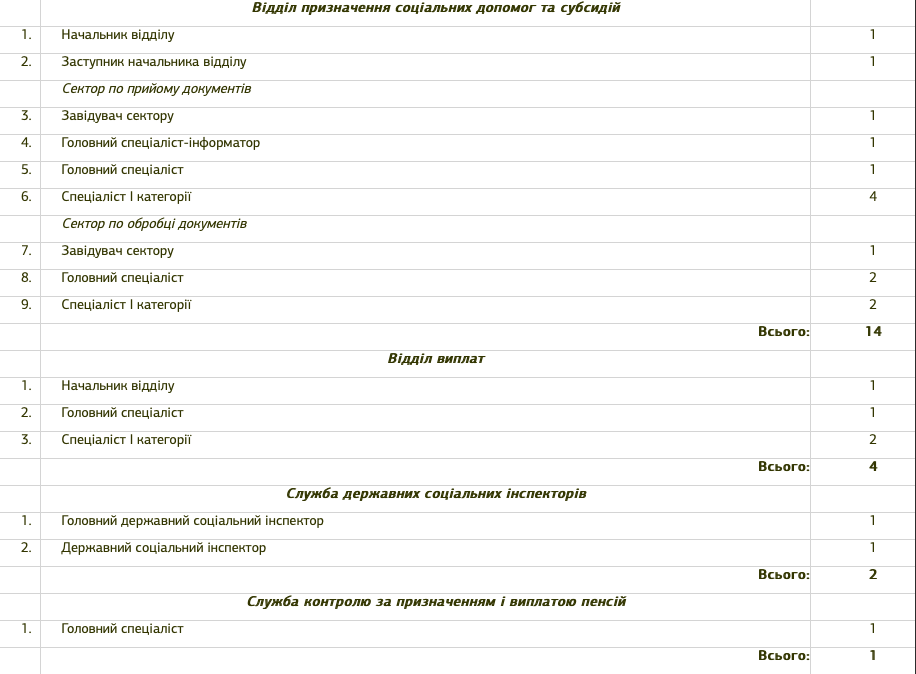 Відділ призначення соціальних допомог та субсидій
1. Начальник відділу 1
2. Заступник начальника відділу 1
Сектор по прийому документів
3. Завідувач сектору 1
4. Головний спеціаліст-інформатор 1
5. Головний спеціаліст 1
6. Спеціаліст І категорії 4
Сектор по обробці документів
7. Завідувач сектору 1
8. Головний спеціаліст 2
9. Спеціаліст І категорії 2
Всього: 14
Відділ виплат
1. Начальник відділу 1
2. Головний спеціаліст 1
3. Спеціаліст І категорії 2
Всього: 4
Служба державних соціальних інспекторів
1. Головний державний соціальний інспектор 1
2. Державний соціальний інспектор 1
Всього: 2
Служба контролю за призначенням і виплатою пенсій
1. Головний спеціаліст 1
Всього: 1